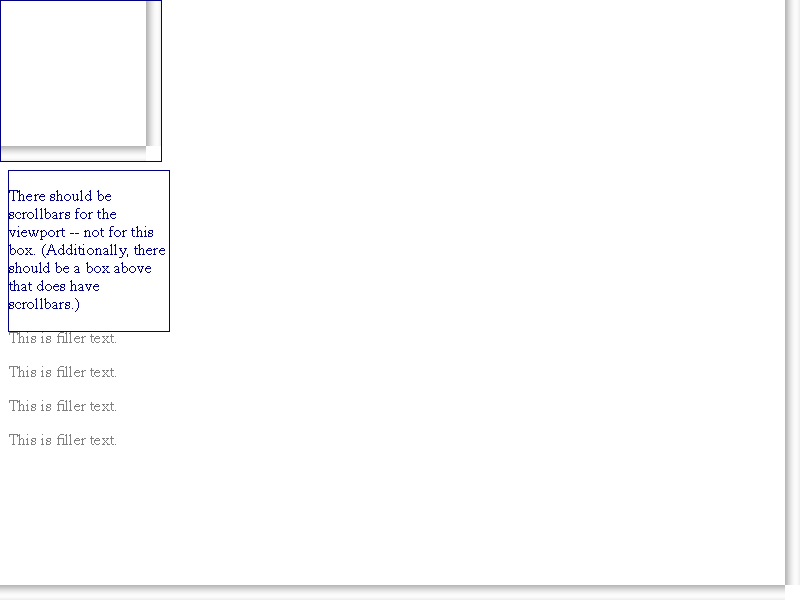 There should be
scrollbars for the
viewport -- not for this
box. (Additionally, there
should be a box above
that does have
scrollbars.)
This is filler text.
This is filler text.
This is filler text.
This is filler text.